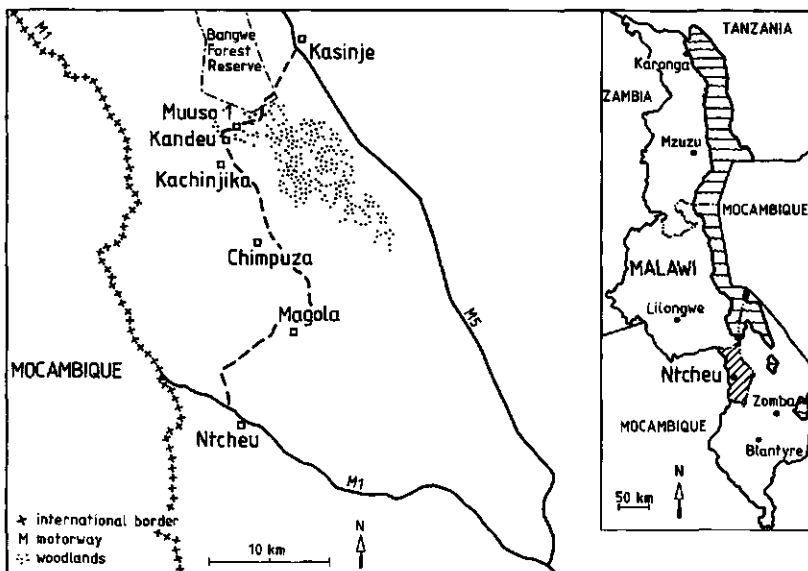 M1
Bangwe
Forest
Reserve
Kasinje
Muuso 1
Kandeu
Kachinjika
Chimpuza
Magola
M5
MOCAMBIQUE
Ntcheu
M1
international border
M motorway
woodlands
10 km
N
TANZANIA
Karonga
ZAMBIA
Mzuzu
MOCAMBIQUE
MALAWI
Lilongwe
Ntcheu
Zomba
MOCAMBIQUE
Blantyre
N
50 km